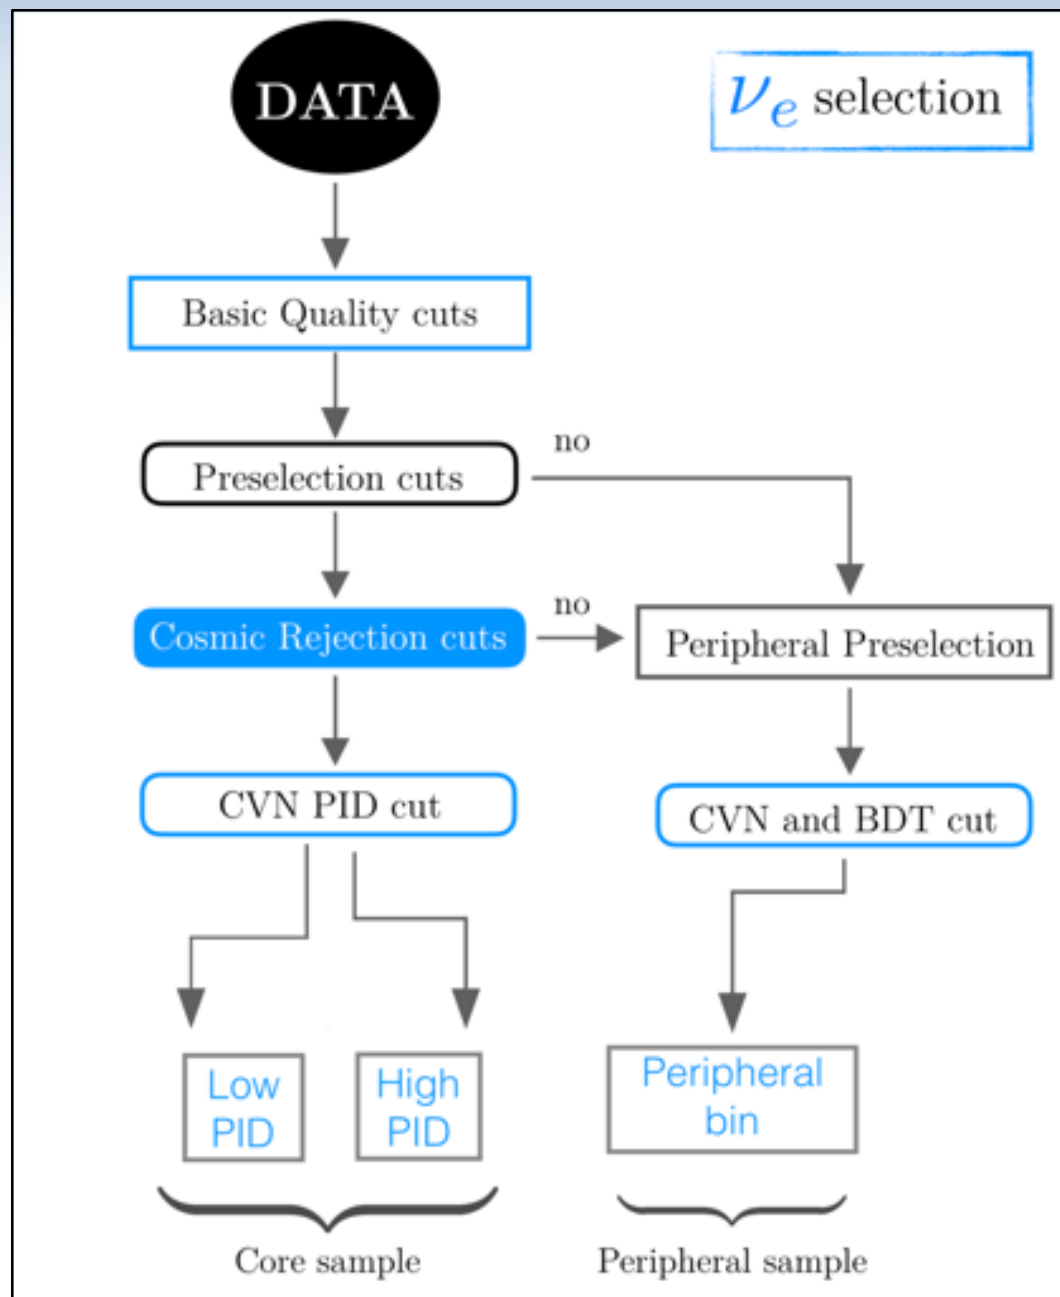 DATA
νe selection
Basic Quality cuts
no
Preselection cuts
no
Cosmic Rejection cuts
Peripheral Preselection
CVN PID cut
CVN and BDT cut
Low
PID
High
PID
Peripheral
bin
Core sample
Peripheral sample